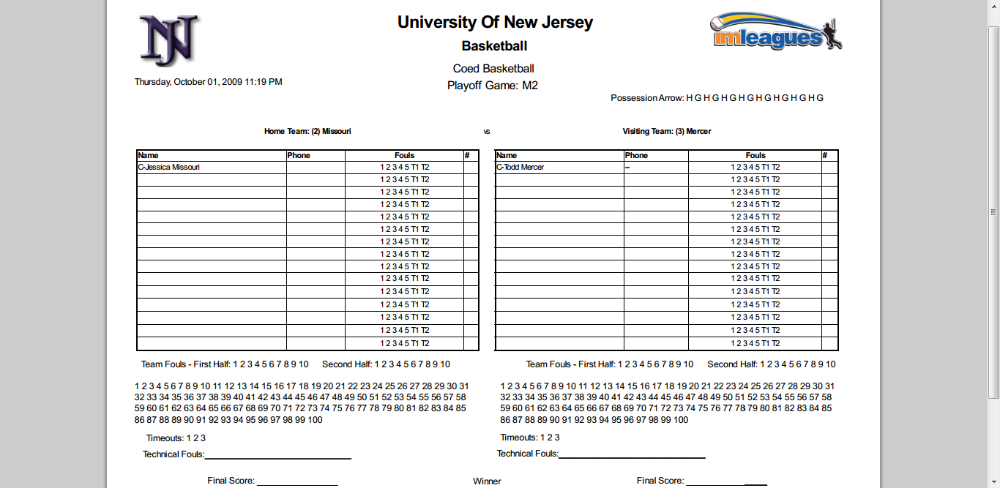 NJ
University Of New Jersey
imleagues
Basketball
Coed Basketball
Thursday, October 01, 2009 11:19 PM
Playoff Game: M2
Possession Arrow: H G H G H G H G H G H G H G H G
Home Team: (2) Missouri vs Visiting Team: (3) Mercer
Name Phone Fouls # Name Phone Fouls #
C-Jessica Missouri 1 2 3 4 5 T1 T2 C-Todd Mercer -- 1 2 3 4 5 T1 T2
1 2 3 4 5 T1 T2 1 2 3 4 5 T1 T2
1 2 3 4 5 T1 T2 1 2 3 4 5 T1 T2
1 2 3 4 5 T1 T2 1 2 3 4 5 T1 T2
1 2 3 4 5 T1 T2 1 2 3 4 5 T1 T2
1 2 3 4 5 T1 T2 1 2 3 4 5 T1 T2
1 2 3 4 5 T1 T2 1 2 3 4 5 T1 T2
1 2 3 4 5 T1 T2 1 2 3 4 5 T1 T2
1 2 3 4 5 T1 T2 1 2 3 4 5 T1 T2
1 2 3 4 5 T1 T2 1 2 3 4 5 T1 T2
1 2 3 4 5 T1 T2 1 2 3 4 5 T1 T2
1 2 3 4 5 T1 T2 1 2 3 4 5 T1 T2
1 2 3 4 5 T1 T2 1 2 3 4 5 T1 T2
1 2 3 4 5 T1 T2 1 2 3 4 5 T1 T2
1 2 3 4 5 T1 T2 1 2 3 4 5 T1 T2
Team Fouls - First Half: 1 2 3 4 5 6 7 8 9 10 Second Half: 1 2 3 4 5 6 7 8 9 10 Team Fouls - First Half: 1 2 3 4 5 6 7 8 9 10 Second Half: 1 2 3 4 5 6 7 8 9 10
1 2 3 4 5 6 7 8 9 10 11 12 13 14 15 16 17 18 19 20 21 22 23 24 25 26 27 28 29 30 31 1 2 3 4 5 6 7 8 9 10 11 12 13 14 15 16 17 18 19 20 21 22 23 24 25 26 27 28 29 30 31
32 33 34 35 36 37 38 39 40 41 42 43 44 45 46 47 48 49 50 51 52 53 54 55 56 57 58 32 33 34 35 36 37 38 39 40 41 42 43 44 45 46 47 48 49 50 51 52 53 54 55 56 57 58
59 60 61 62 63 64 65 66 67 68 69 70 71 72 73 74 75 76 77 78 79 80 81 82 83 84 85 59 60 61 62 63 64 65 66 67 68 69 70 71 72 73 74 75 76 77 78 79 80 81 82 83 84 85
86 87 88 89 90 91 92 93 94 95 96 97 98 99 100 86 87 88 89 90 91 92 93 94 95 96 97 98 99 100
Timeouts: 1 2 3 Timeouts: 1 2 3
Technical Fouls: Technical Fouls:
Final Score: Winner Final Score: